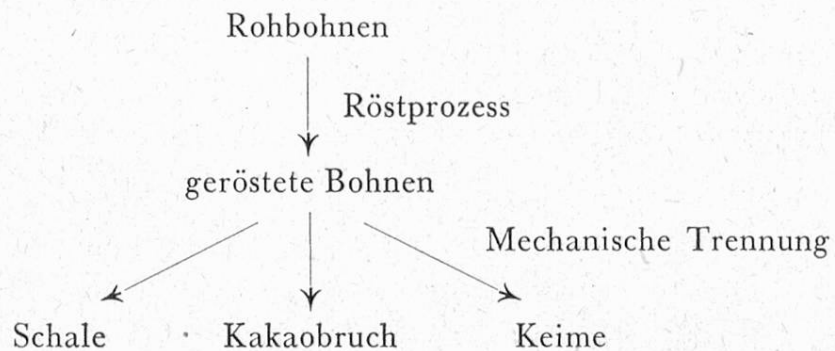 Rohbohnen
Röstprozess
geröstete Bohnen
Mechanische Trennung
Schale Kakaobruch Keime